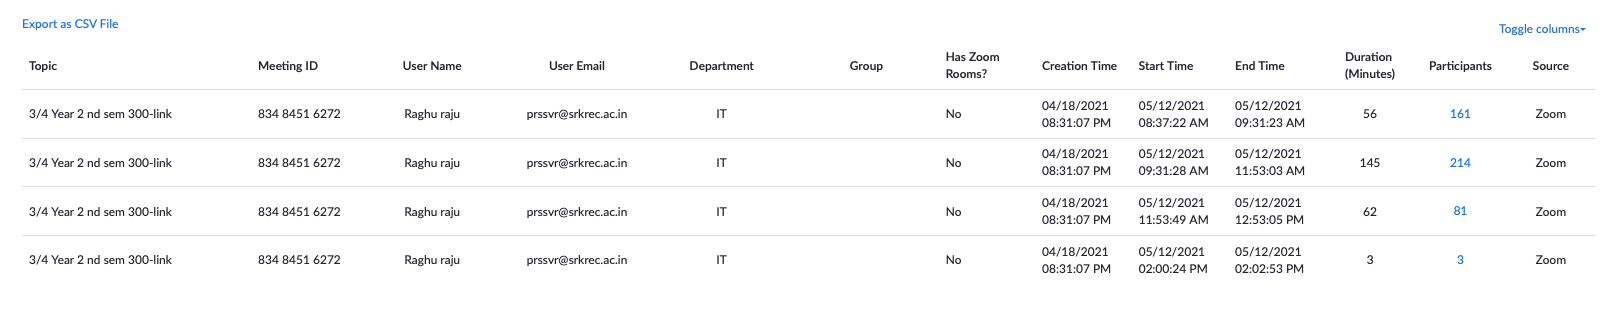 Export as CSV File
Toggle columns
Topic Meeting ID User Name User Email Department Group Has Zoom Rooms? Creation Time Start Time End Time Duration (Minutes) Participants Source
3/4 Year 2 nd sem 300-link 834 8451 6272 Raghu raju prssvr@srkrec.ac.in IT No 04/18/2021 08:31:07 PM 05/12/2021 08:37:22 AM 05/12/2021 09:31:23 AM 56 161 Zoom
3/4 Year 2 nd sem 300-link 834 8451 6272 Raghu raju prssvr@srkrec.ac.in IT No 04/18/2021 08:31:07 PM 05/12/2021 09:31:28 AM 05/12/2021 11:53:03 AM 145 214 Zoom
3/4 Year 2 nd sem 300-link 834 8451 6272 Raghu raju prssvr@srkrec.ac.in IT No 04/18/2021 08:31:07 PM 05/12/2021 11:53:49 AM 05/12/2021 12:53:05 PM 62 81 Zoom
3/4 Year 2 nd sem 300-link 834 8451 6272 Raghu raju prssvr@srkrec.ac.in IT No 04/18/2021 08:31:07 PM 05/12/2021 02:00:24 PM 05/12/2021 02:02:53 PM 3 3 Zoom